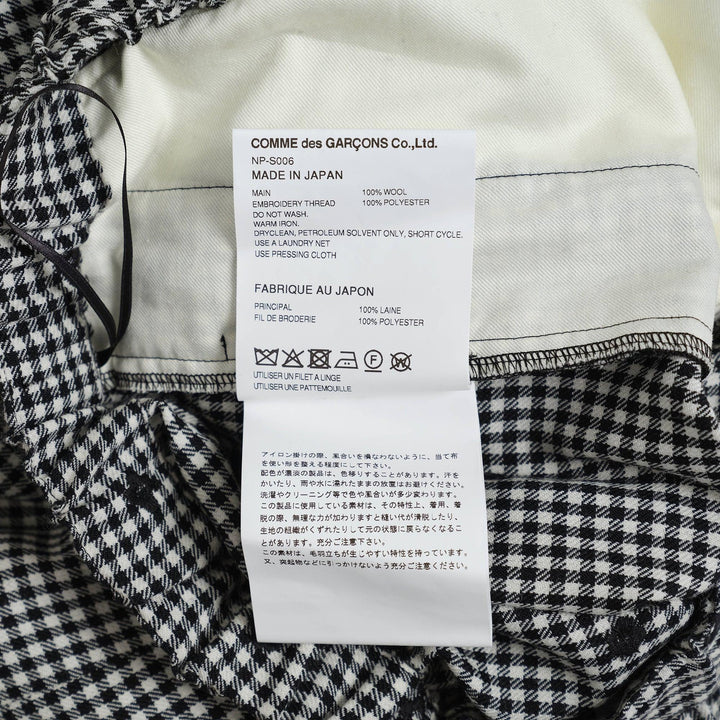 COMME des GARÇONS Co.,Ltd.
NP-S006
MADE IN JAPAN
MAIN 100% WOOL
EMBROIDERY THREAD 100% POLYESTER
DO NOT WASH.
WARM IRON.
DRYCLEAN, PETROLEUM SOLVENT ONLY, SHORT CYCLE.
USE A LAUNDRY NET
USE PRESSING CLOTH
FABRIQUE AU JAPON
PRINCIPAL 100% LAINE
FIL DE BRODERIE 100% POLYESTER
UTILISER UN FILET A LINGE
UTILISER UNE PATTEMOUILLE
アイロン掛けの際、風合いを損なわないように、当て布
を使い形を整える程度にして下さい。
配色が濃淡の製品は、色移りすることがあります。汗を
かいたり、雨や水に濡れたままの放置はお避けください。
洗濯やクリーニング等で色や風合いが多少変わります。
この製品に使用している素材は、その特性上、着用、着
脱の際、無理な力が加わりますと縫い代が滑脱したり、
生地の組織がくずれたりして元の状態に戻らなくなるこ
とがあります。充分ご注意下さい。
この素材は、毛羽立ちが生じやすい特性を持っています。
又、突起物などに引っかけないよう充分ご注意ください。